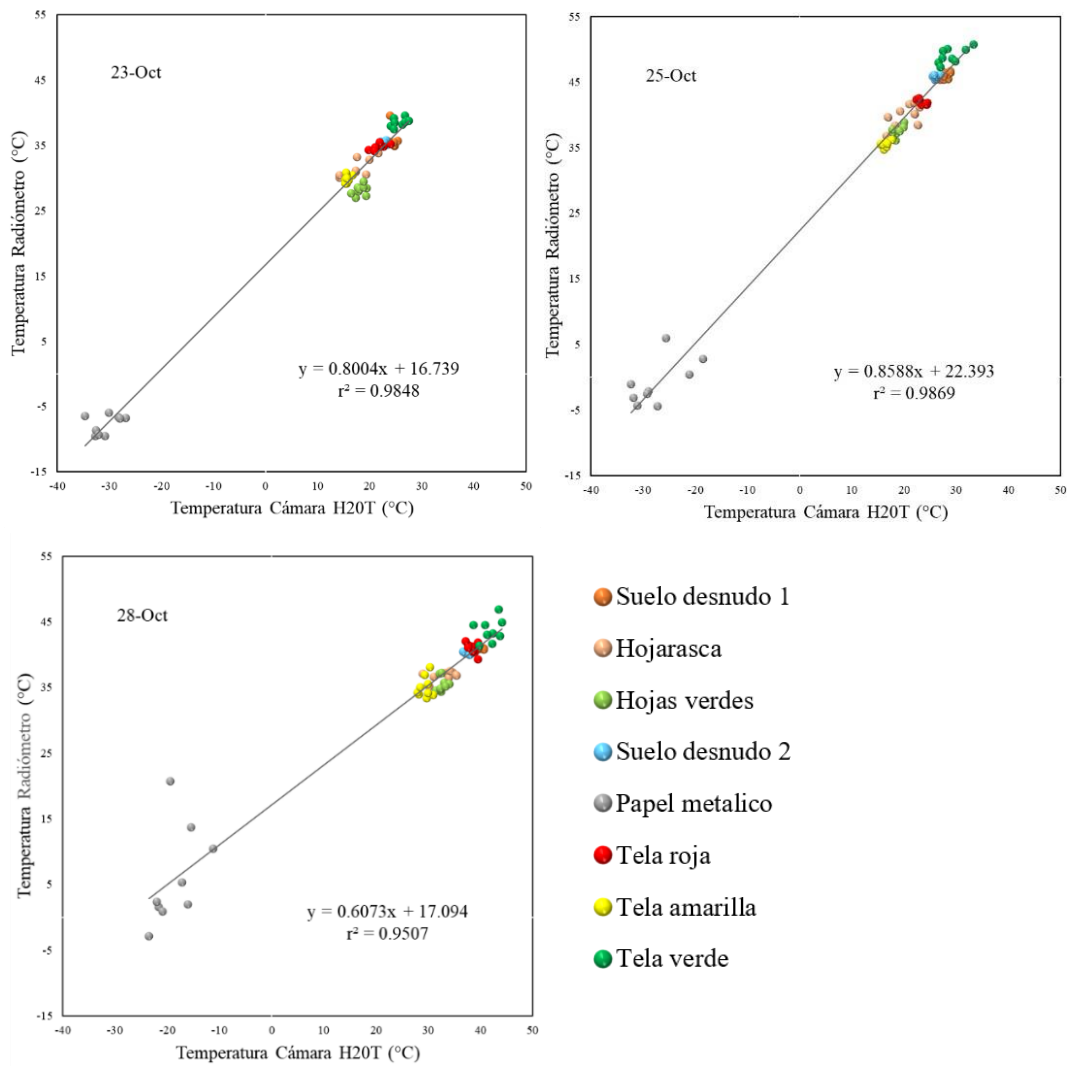 23-Oct
55
45
35
25
15
5
-5
-15
Temperatura Radiómetro (°C)
y = 0.8004x + 16.739
r² = 0.9848
-40 -30 -20 -10 0 10 20 30 40 50
Temperatura Cámara H20T (°C)
25-Oct
55
45
35
25
15
5
-5
-15
Temperatura Radiómetro (°C)
y = 0.8588x + 22.393
r² = 0.9869
-40 -30 -20 -10 0 10 20 30 40 50
Temperatura Cámara H20T (°C)
28-Oct
55
45
35
25
15
5
-5
-15
Temperatura Radiómetro (°C)
y = 0.6073x + 17.094
r² = 0.9507
-40 -30 -20 -10 0 10 20 30 40 50
Temperatura Cámara H20T (°C)
Suelo desnudo 1
Hojarasca
Hojas verdes
Suelo desnudo 2
Papel metalico
Tela roja
Tela amarilla
Tela verde